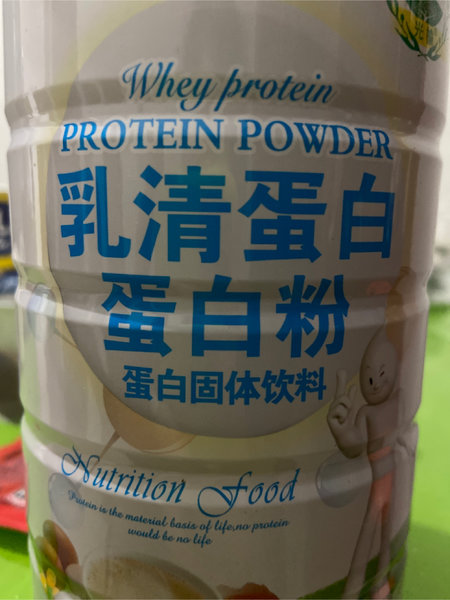 Whey protein
PROTEIN POWDER
乳清蛋白
蛋白粉
蛋白固体饮料
Nutrition Food
Protein is the material basis of life,no protein
would be no life